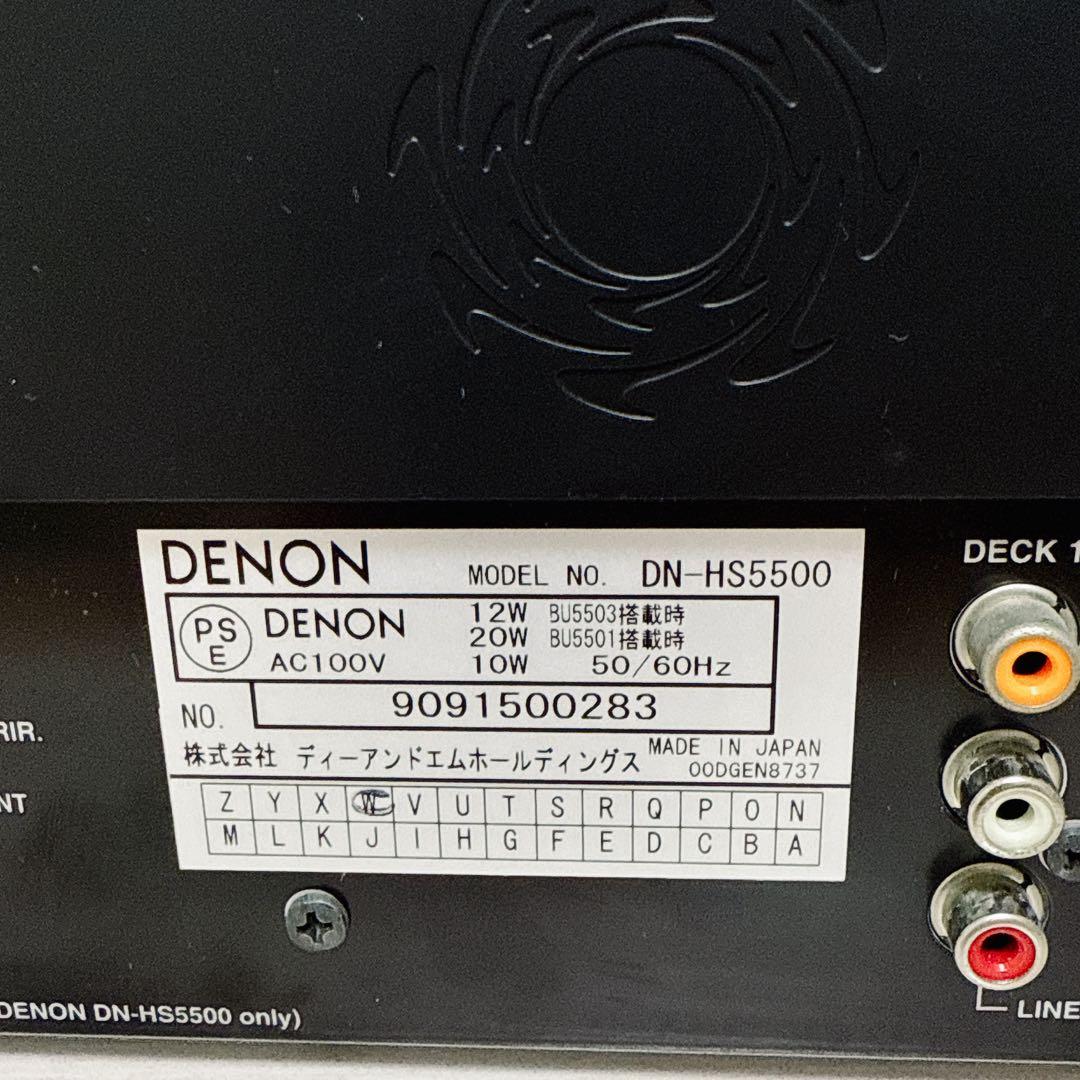 DENON MODEL NO. DN-HS5500
PS
E
DENON
AC100V
12W BU5503搭載時
20W BU5501搭載時
10W 50/60Hz
NO. 9091500283
株式会社 ディーアンドエムホールディングス
MADE IN JAPAN
00DGEN8737
Z Y X W V U T S R Q P O N
M L K J I H G F E D C B A
DECK 1
RIR.
NT
LINE
DENON DN-HS5500 only)